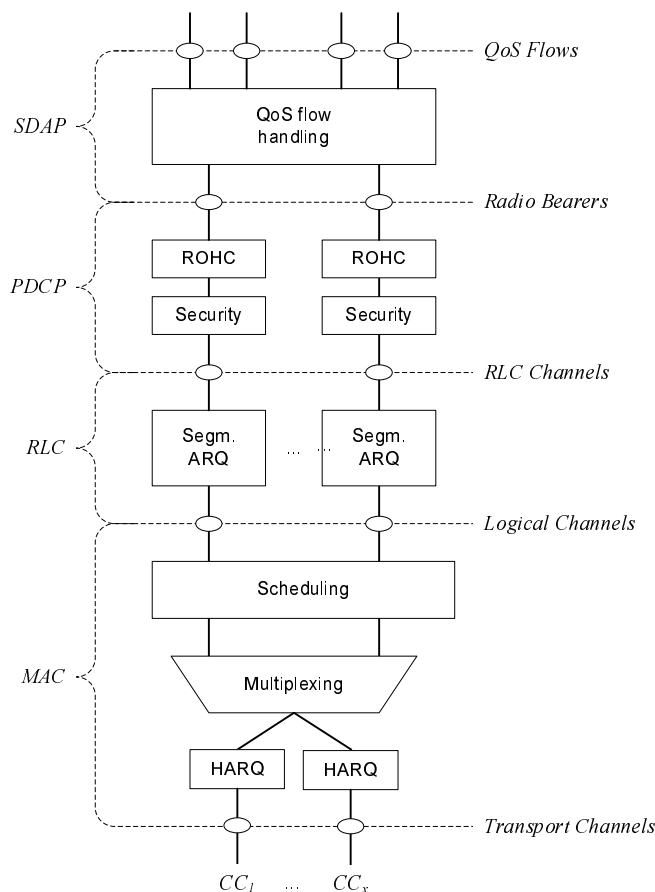 QoS Flows
SDAP
QoS flow
handling
Radio Bearers
ROHC ROHC
PDCP
Security Security
RLC Channels
RLC
Segm.
ARQ
... ...
Segm.
ARQ
Logical Channels
Scheduling
MAC
Multiplexing
HARQ HARQ
Transport Channels
CC1 ... CCx